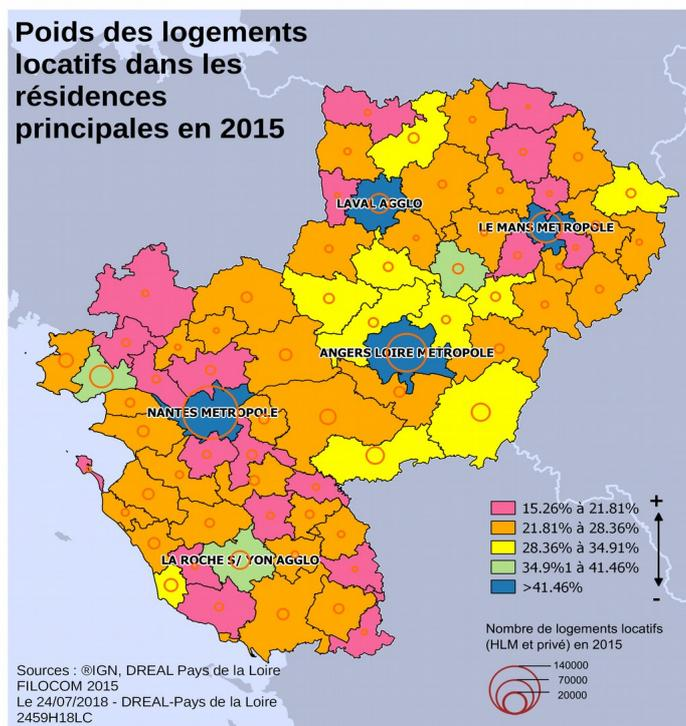 Poids des logements
locatifs dans les
résidences
principales en 2015
LAVAL AGGLO
LE MANS METROPOLE
ANGERS LOIRE METROPOLE
NANTES METROPOLE
LA ROCHE S/ YON AGGLO
+
15.26% à 21.81%
21.81% à 28.36%
28.36% à 34.91%
34.9%1 à 41.46%
>41.46%
-
Nombre de logements locatifs
(HLM et privé) en 2015
140000
70000
20000
Sources : ®IGN, DREAL Pays de la Loire
FILOCOM 2015
Le 24/07/2018 - DREAL-Pays de la Loire
2459H18LC